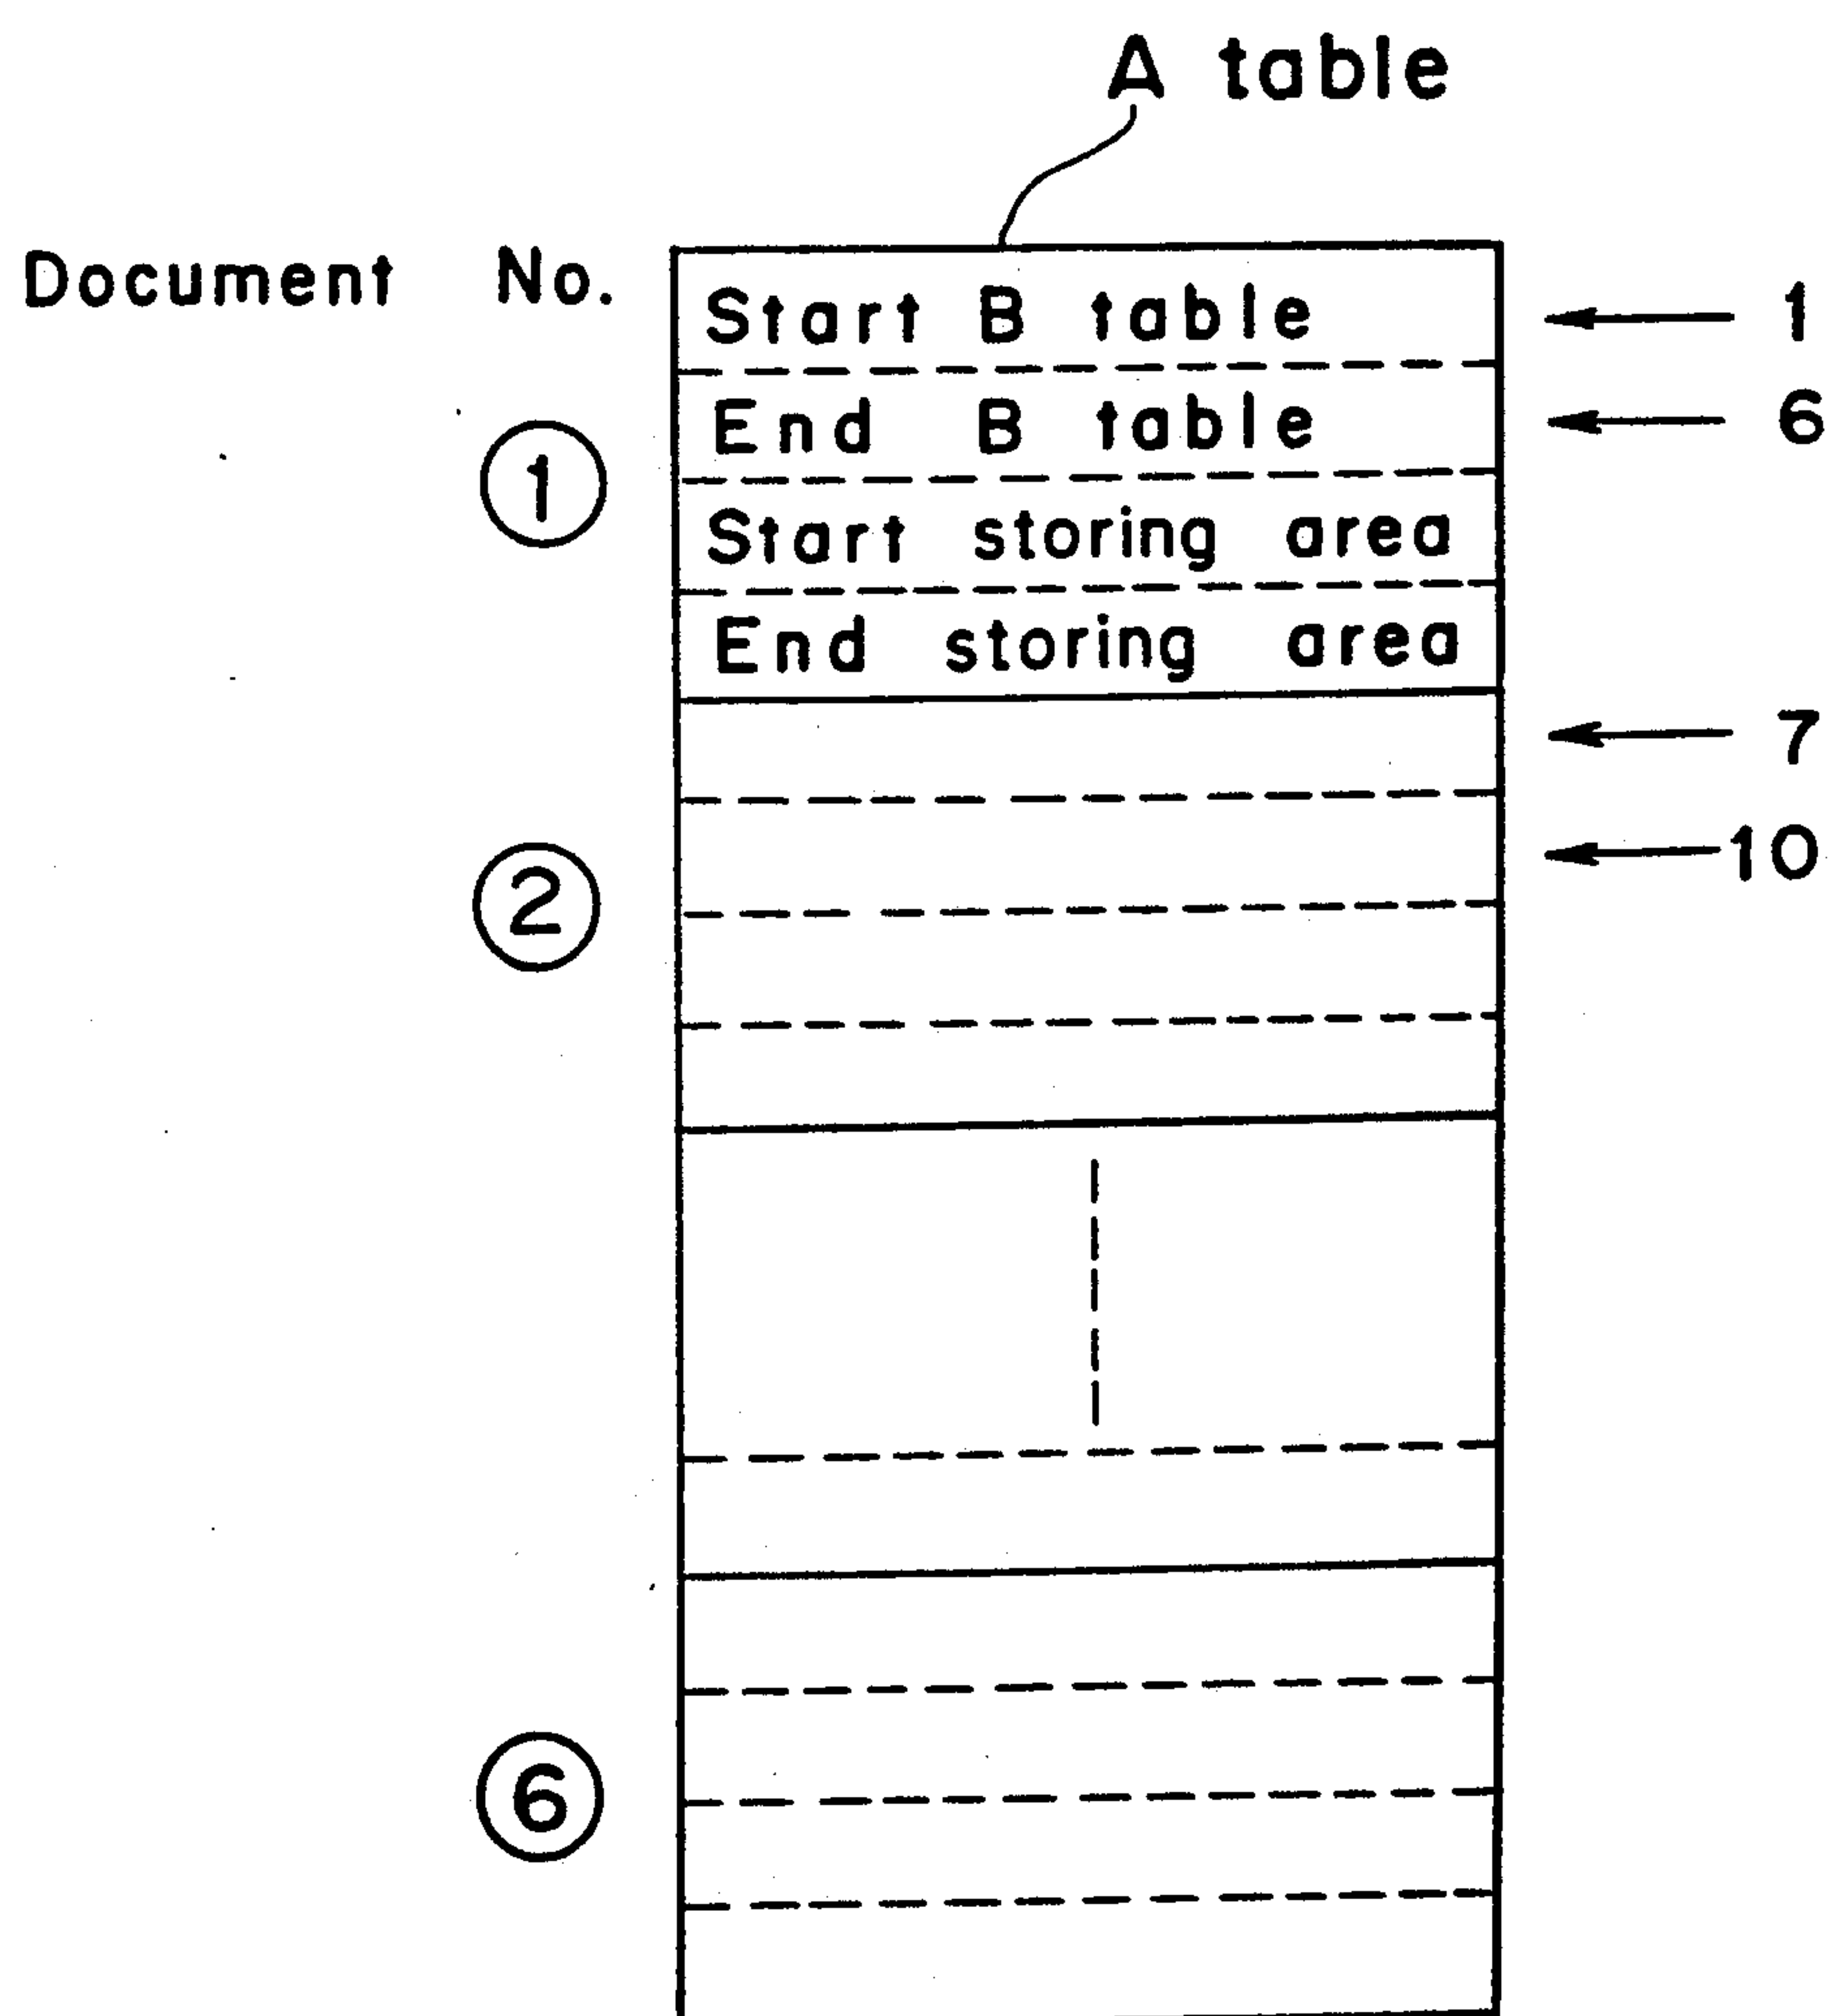 A table
Document No.
Start B table 1
End B table 6
①
Start storing area
End storing area
7
10
②
⑥